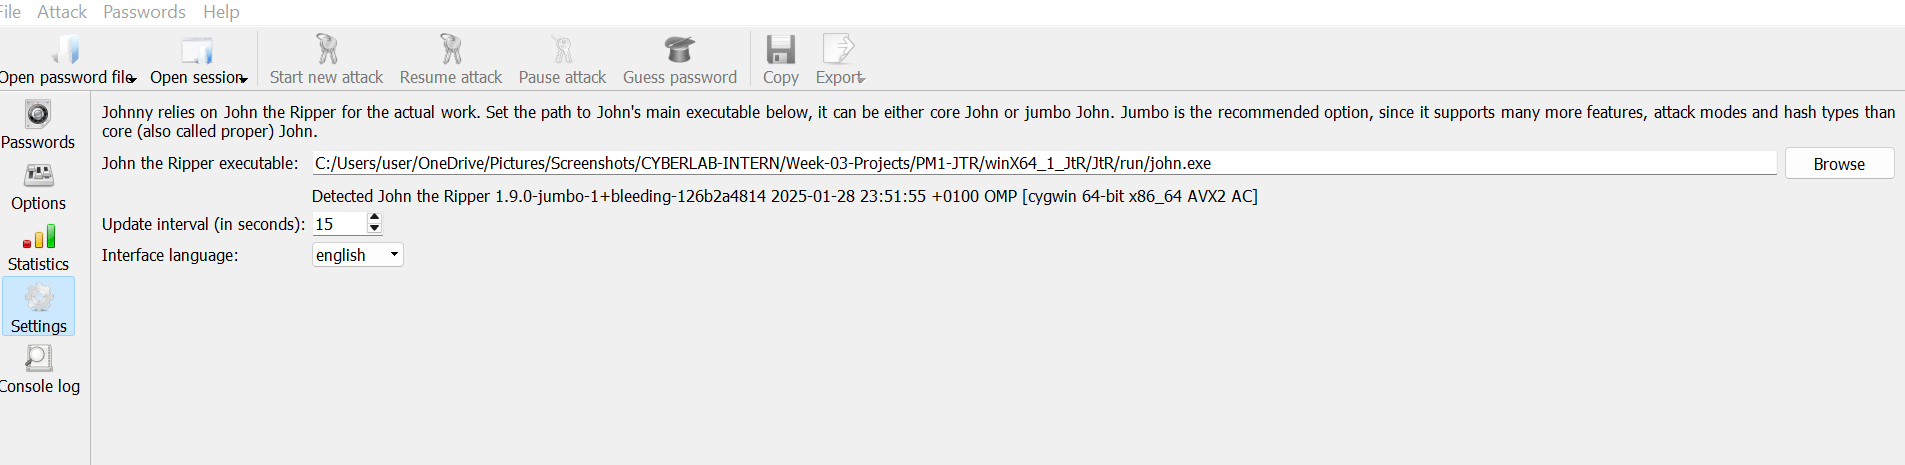 File Attack Passwords Help
Open password file Open session Start new attack Resume attack Pause attack Guess password Copy Export
Passwords
Options
Statistics
Settings
Console log
Johnny relies on John the Ripper for the actual work. Set the path to John's main executable below, it can be either core John or jumbo John. Jumbo is the recommended option, since it supports many more features, attack modes and hash types than
core (also called proper) John.
John the Ripper executable: C:/Users/user/OneDrive/Pictures/Screenshots/CYBERLAB-INTERN/Week-03-Projects/PM1-JTR/winX64_1_JtR/JtR/run/john.exe Browse
Detected John the Ripper 1.9.0-jumbo-1+bleeding-126b2a4814 2025-01-28 23:51:55 +0100 OMP [cygwin 64-bit x86_64 AVX2 AC]
Update interval (in seconds): 15
Interface language: english